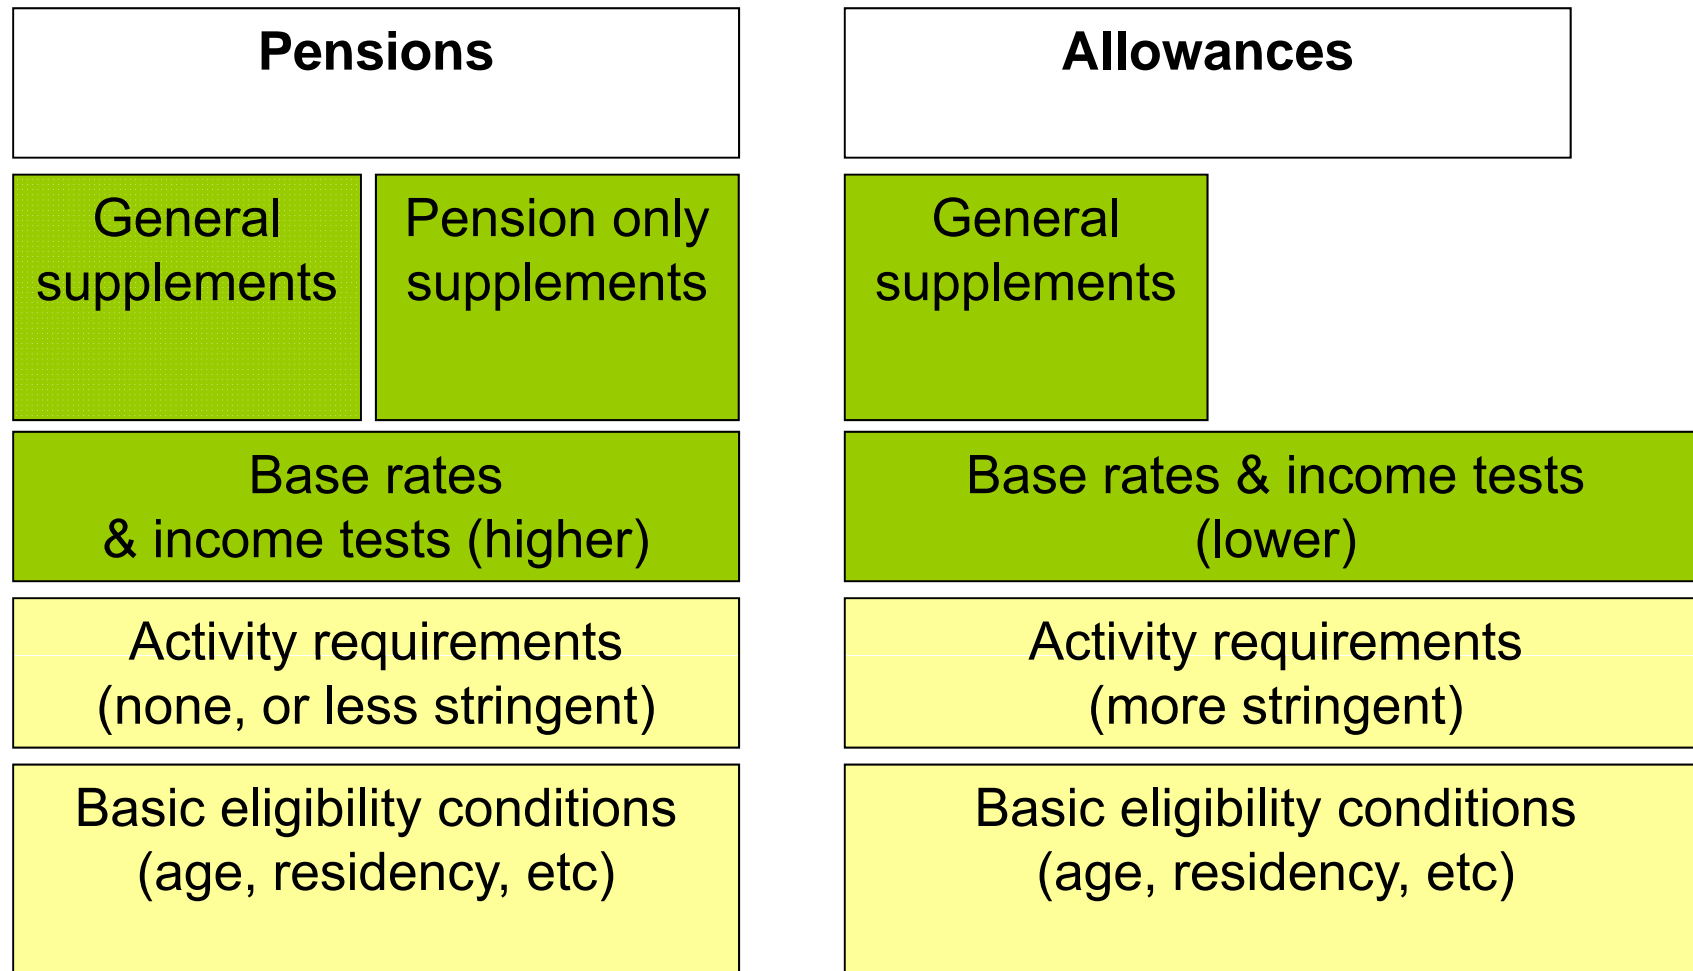 Pensions
Allowances
General
supplements
Pension only
supplements
General
supplements
Base rates
& income tests (higher)
Base rates & income tests
(lower)
Activity requirements
(none, or less stringent)
Activity requirements
(more stringent)
Basic eligibility conditions
(age, residency, etc)
Basic eligibility conditions
(age, residency, etc)